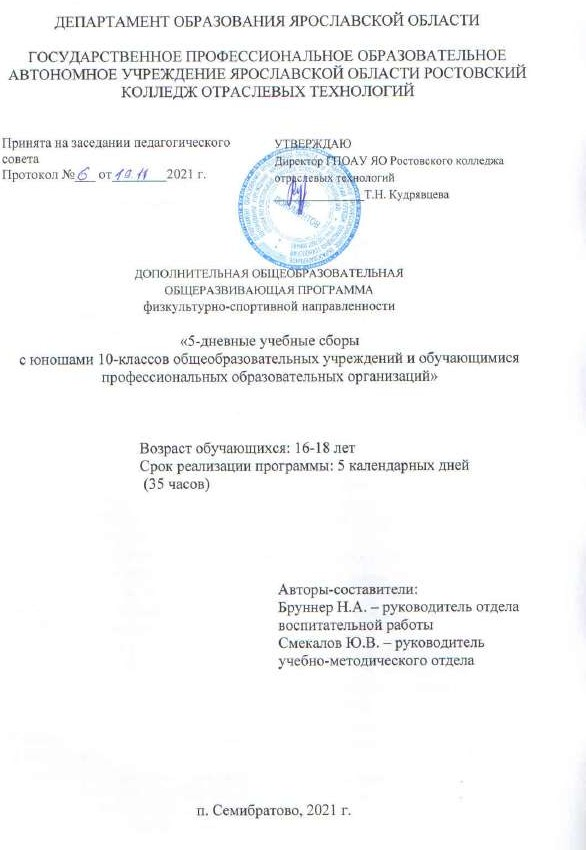 ДЕПАРТАМЕНТ ОБРАЗОВАНИЯ ЯРОСЛАВСКОЙ ОБЛАСТИ
ГОСУДАРСТВЕННОЕ ПРОФЕССИОНАЛЬНОЕ ОБРАЗОВАТЕЛЬНОЕ
АВТОНОМНОЕ УЧРЕЖДЕНИЕ ЯРОСЛАВСКОЙ ОБЛАСТИ РОСТОВСКИЙ
КОЛЛЕДЖ ОТРАСЛЕВЫХ ТЕХНОЛОГИЙ
Принята на заседании педагогического
совета
Протокол № 6 от 19.11 2021 г.
УТВЕРЖДАЮ
Директор ГПОАУ ЯО Ростовского колледжа
отраслевых технологий
Т.Н. Кудрявцева
ДОПОЛНИТЕЛЬНАЯ ОБЩЕОБРАЗОВАТЕЛЬНАЯ
ОБЩЕРАЗВИВАЮЩАЯ ПРОГРАММА
физкультурно-спортивной направленности
«5-дневные учебные сборы
с юношами 10-классов общеобразовательных учреждений и обучающимися
профессиональных образовательных организаций»
Возраст обучающихся: 16-18 лет
Срок реализации программы: 5 календарных дней
(35 часов)
Авторы-составители:
Бруннер Н.А. – руководитель отдела
воспитательной работы
Смекалов Ю.В. – руководитель
учебно-методического отдела
п. Семибратово, 2021 г.